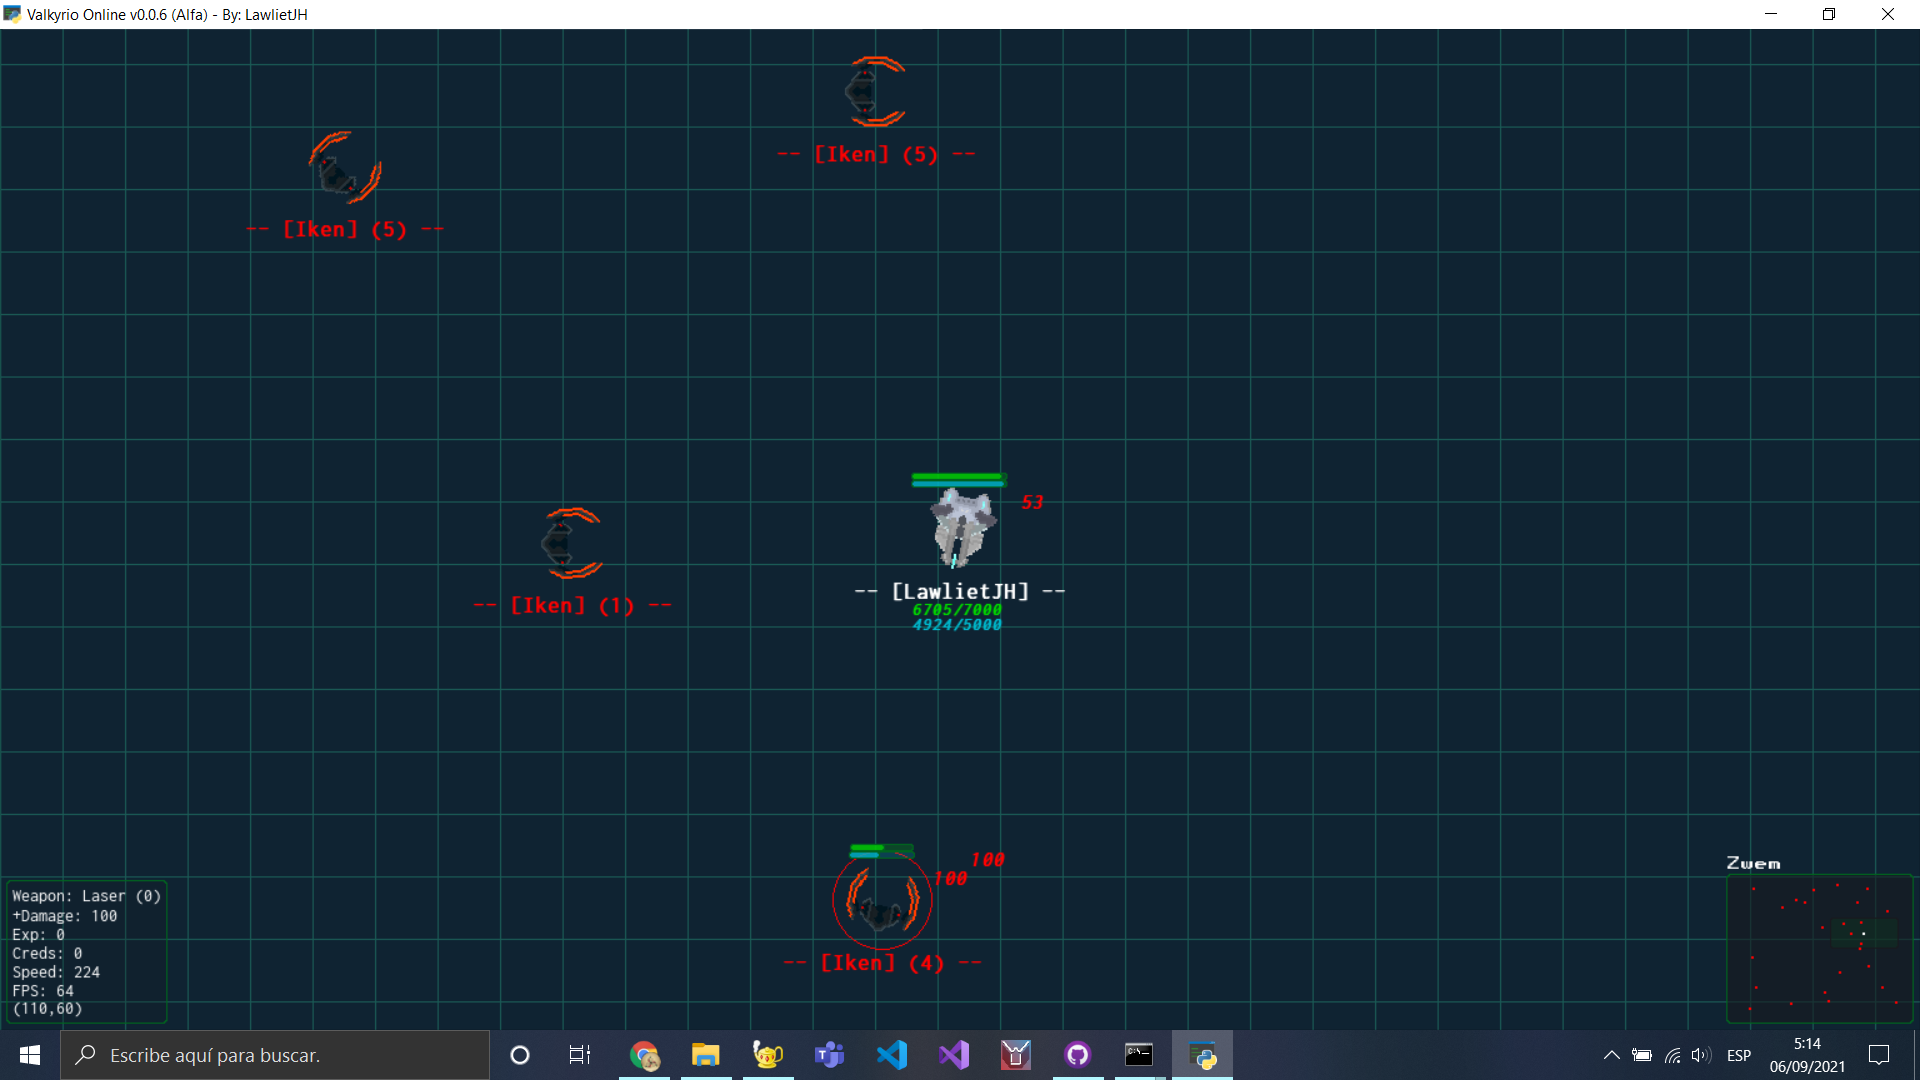 Valkyrio Online v0.0.6 (Alfa) - By: LawlietJH
-- [Iken] (5) --
-- [Iken] (5) --
53
-- [LawlietJH] --
6705/7000
4924/5000
-- [Iken] (1) --
100
100
-- [Iken] (4) --
Zwem
Weapon: Laser (0)
+Damage: 100
Exp: 0
Creds: 0
Speed: 224
FPS: 64
(110,60)
Escribe aquí para buscar.
ESP
5:14
06/09/2021